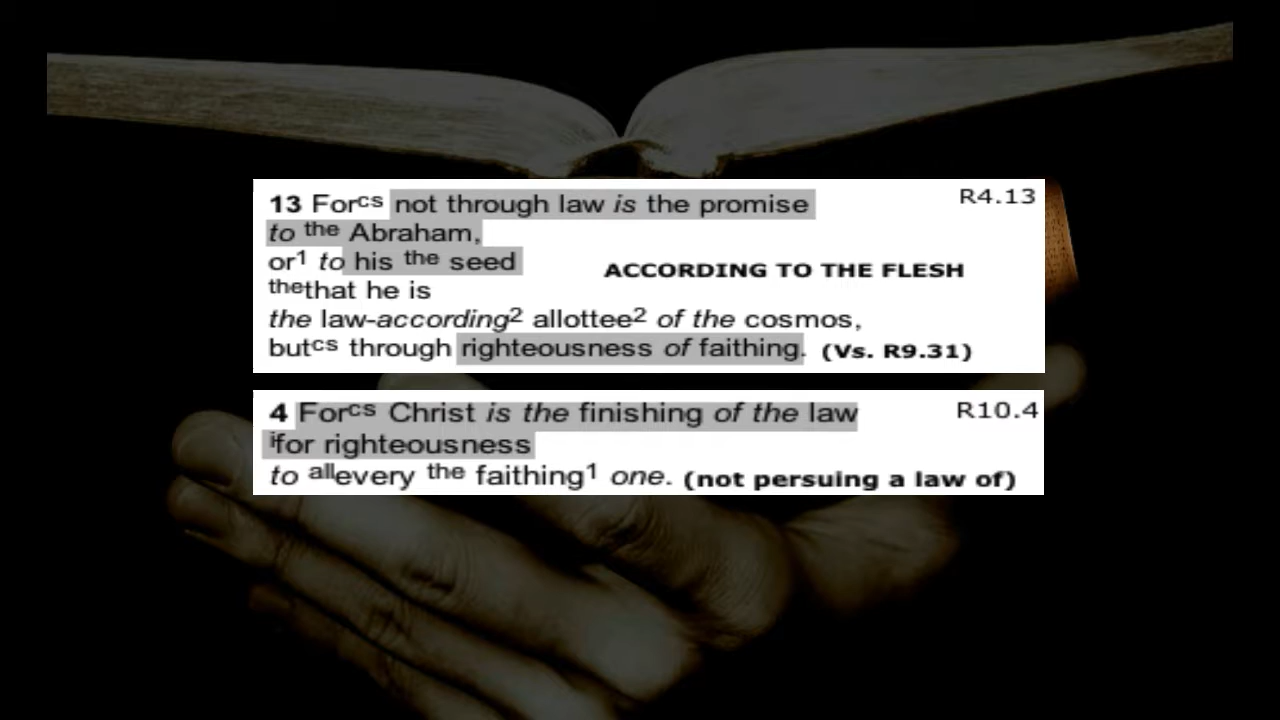 13 Forcs not through law is the promise R4.13
to the Abraham,
or1 to his the seed ACCORDING TO THE FLESH
thethat he is
the law-according2 allottee2 of the cosmos,
butcs through righteousness of faithing. (Vs. R9.31)
4 Forcs Christ is the finishing of the law R10.4
ifor righteousness
to allevery the faithing1 one. (not persuing a law of)